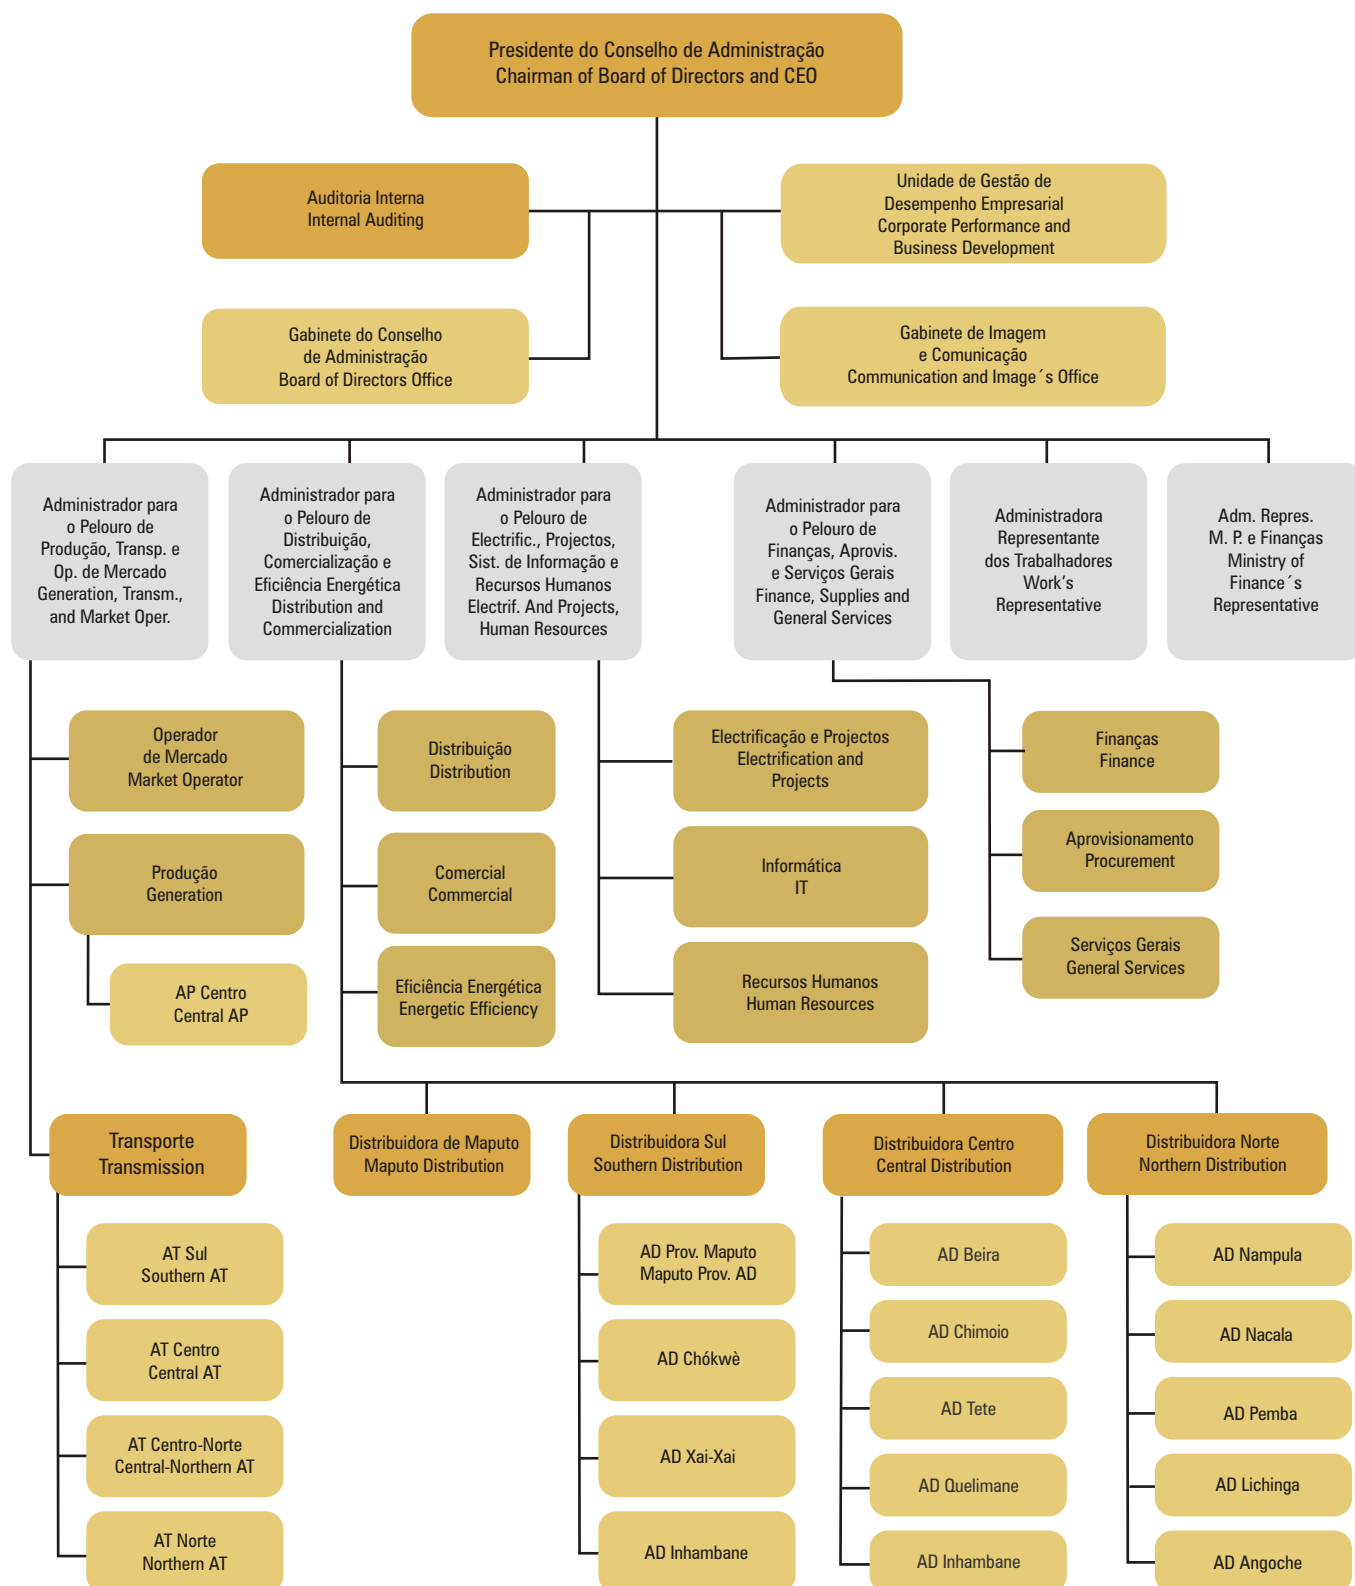 Presidente do Conselho de Administração
Chairman of Board of Directors and CEO
Auditoria Interna
Internal Auditing
Unidade de Gestão de
Desempenho Empresarial
Corporate Performance and
Business Development
Gabinete do Conselho
de Administração
Board of Directors Office
Gabinete de Imagem
e Comunicação
Communication and Image´s Office
Administrador para
o Pelouro de
Produção, Transp. e
Op. de Mercado
Generation, Transm.,
and Market Oper.
Administrador para
o Pelouro de
Distribuição,
Comercialização e
Eficiência Energética
Distribution and
Commercialization
Administrador para
o Pelouro de
Electrific., Projectos,
Sist. de Informação e
Recursos Humanos
Electrif. And Projects,
Human Resources
Administrador para
o Pelouro de
Finanças, Aprovis.
e Serviços Gerais
Finance, Supplies and
General Services
Administradora
Representante
dos Trabalhadores
Work's
Representative
Adm. Repres.
M. P. e Finanças
Ministry of
Finance´s
Representative
Operador
de Mercado
Market Operator
Produção
Generation
AP Centro
Central AP
Distribuição
Distribution
Comercial
Commercial
Eficiência Energética
Energetic Efficiency
Electrificação e Projectos
Electrification and
Projects
Informática
IT
Recursos Humanos
Human Resources
Finanças
Finance
Aprovisionamento
Procurement
Serviços Gerais
General Services
Transporte
Transmission
AT Sul
Southern AT
AT Centro
Central AT
AT Centro-Norte
Central-Northern AT
AT Norte
Northern AT
Distribuidora de Maputo
Maputo Distribution
Distribuidora Sul
Southern Distribution
AD Prov. Maputo
Maputo Prov. AD
AD Chókwè
AD Xai-Xai
AD Inhambane
Distribuidora Centro
Central Distribution
AD Beira
AD Chimoio
AD Tete
AD Quelimane
AD Inhambane
Distribuidora Norte
Northern Distribution
AD Nampula
AD Nacala
AD Pemba
AD Lichinga
AD Angoche